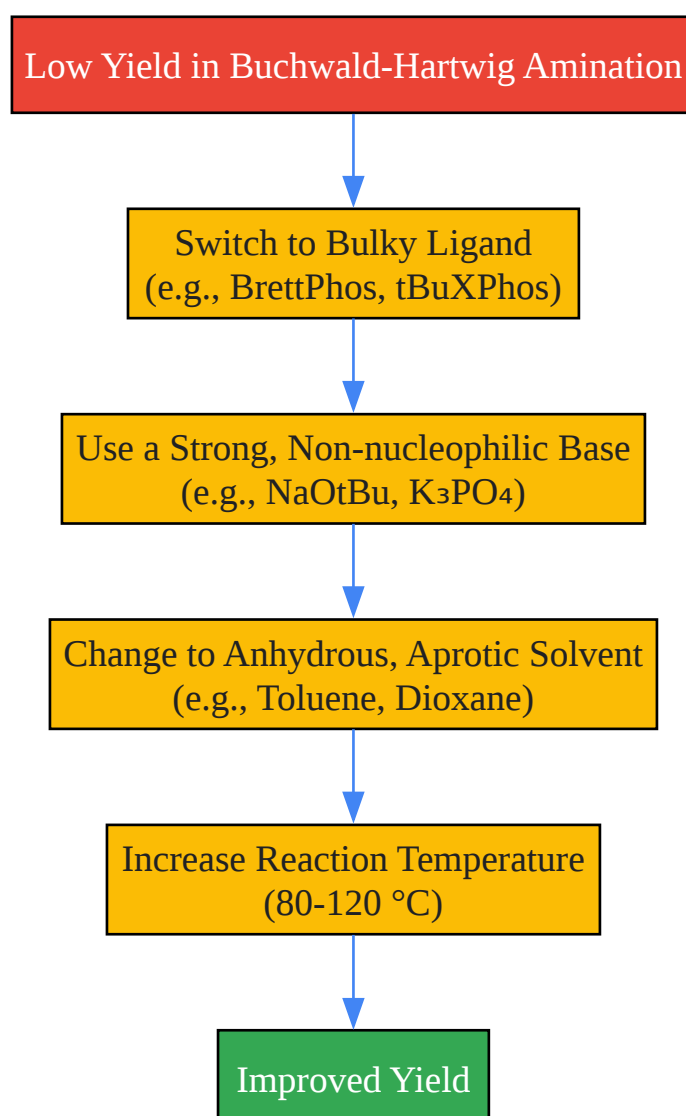 Low Yield in Buchwald-Hartwig Amination
Switch to Bulky Ligand
(e.g., BrettPhos, tBuXPhos)
Use a Strong, Non-nucleophilic Base
(e.g., NaOtBu, K₃PO₄)
Change to Anhydrous, Aprotic Solvent
(e.g., Toluene, Dioxane)
Increase Reaction Temperature
(80-120 °C)
Improved Yield